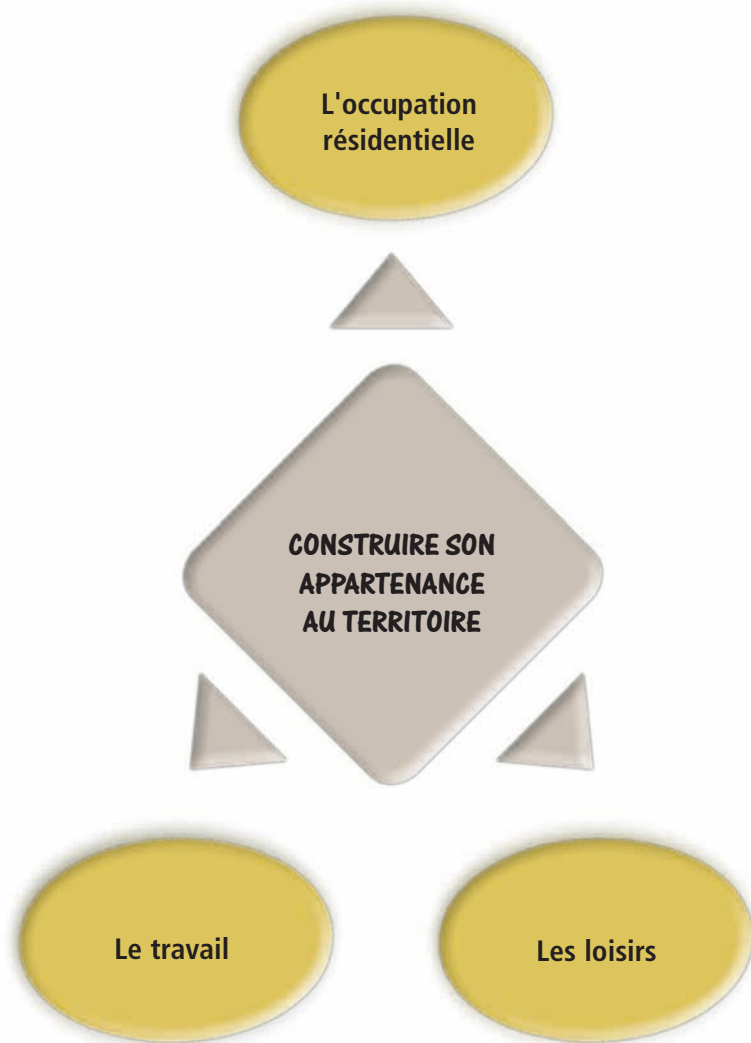 L'occupation
résidentielle
CONSTRUIRE SON
APPARTENANCE
AU TERRITOIRE
Le travail
Les loisirs